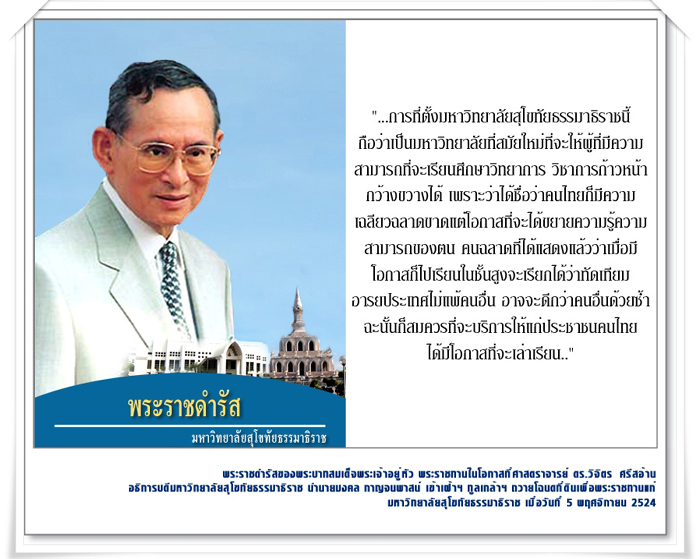 "...การที่ตั้งมหาวิทยาลัยสุโขทัยธรรมาธิราชนี้
ถือว่าเป็นมหาวิทยาลัยที่สมัยใหม่ที่จะให้ผู้ที่มีความ
สามารถที่จะเรียนศึกษาวิทยาการ วิชาการก้าวหน้า
กว้างขวางได้ เพราะว่าได้ชื่อว่าคนไทยก็มีความ
เฉลียวฉลาดขาดแต่โอกาสที่จะได้ขยายความรู้ความ
สามารถของตน คนฉลาดที่ได้แสดงแล้วว่าเมื่อมี
โอกาสก็ไปเรียนในชั้นสูงจะเรียกได้ว่าทัดเทียม
อารยประเทศไม่แพ้คนอื่น อาจจะดีกว่าคนอื่นด้วยซ้ำ
ฉะนั้นก็สมควรที่จะบริการให้แก่ประชาชนคนไทย
ได้มีโอกาสที่จะเล่าเรียน.."
พระราชดำรัส
มหาวิทยาลัยสุโขทัยธรรมาธิราช
พระราชดำรัสของพระบาทสมเด็จพระเจ้าอยู่หัว พระราชทานในโอกาสที่ศาสตราจารย์ ดร.วิจิตร ศรีสอ้าน
อธิการบดีมหาวิทยาลัยสุโขทัยธรรมาธิราช นำนายมงคล กาญจนพาสน์ เข้าเฝ้าฯ ทูลเกล้าฯ ถวายโฉนดที่ดินเพื่อพระราชทานแก่
มหาวิทยาลัยสุโขทัยธรรมาธิราช เมื่อวันที่ 5 พฤศจิกายน 2524